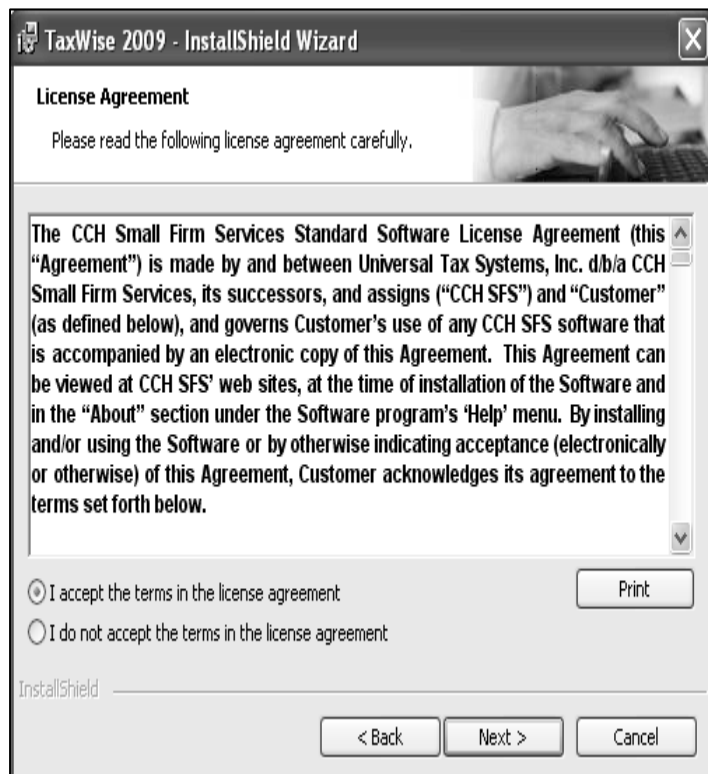 TaxWise 2009 - InstallShield Wizard
License Agreement
Please read the following license agreement carefully.
The CCH Small Firm Services Standard Software License Agreement (this
“Agreement”) is made by and between Universal Tax Systems, Inc. d/b/a CCH
Small Firm Services, its successors, and assigns (“CCH SFS”) and “Customer”
(as defined below), and governs Customer’s use of any CCH SFS software that
is accompanied by an electronic copy of this Agreement. This Agreement can
be viewed at CCH SFS’ web sites, at the time of installation of the Software and
in the “About” section under the Software program’s ‘Help’ menu. By installing
and/or using the Software or by otherwise indicating acceptance (electronically
or otherwise) of this Agreement, Customer acknowledges its agreement to the
terms set forth below.
I accept the terms in the license agreement
Print
I do not accept the terms in the license agreement
InstallShield
< Back
Next >
Cancel